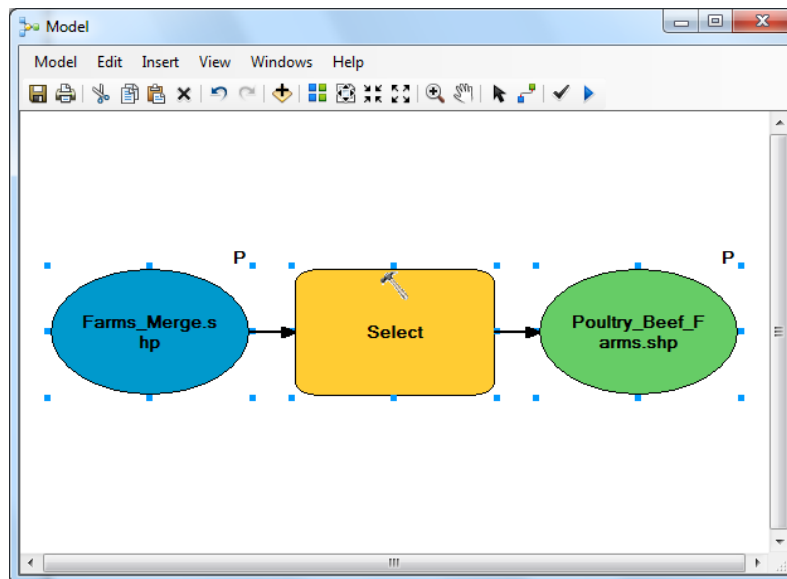 Model
Model Edit Insert View Windows Help
P
P
Farms_Merge.s
hp
Select
Poultry_Beef_F
arms.shp